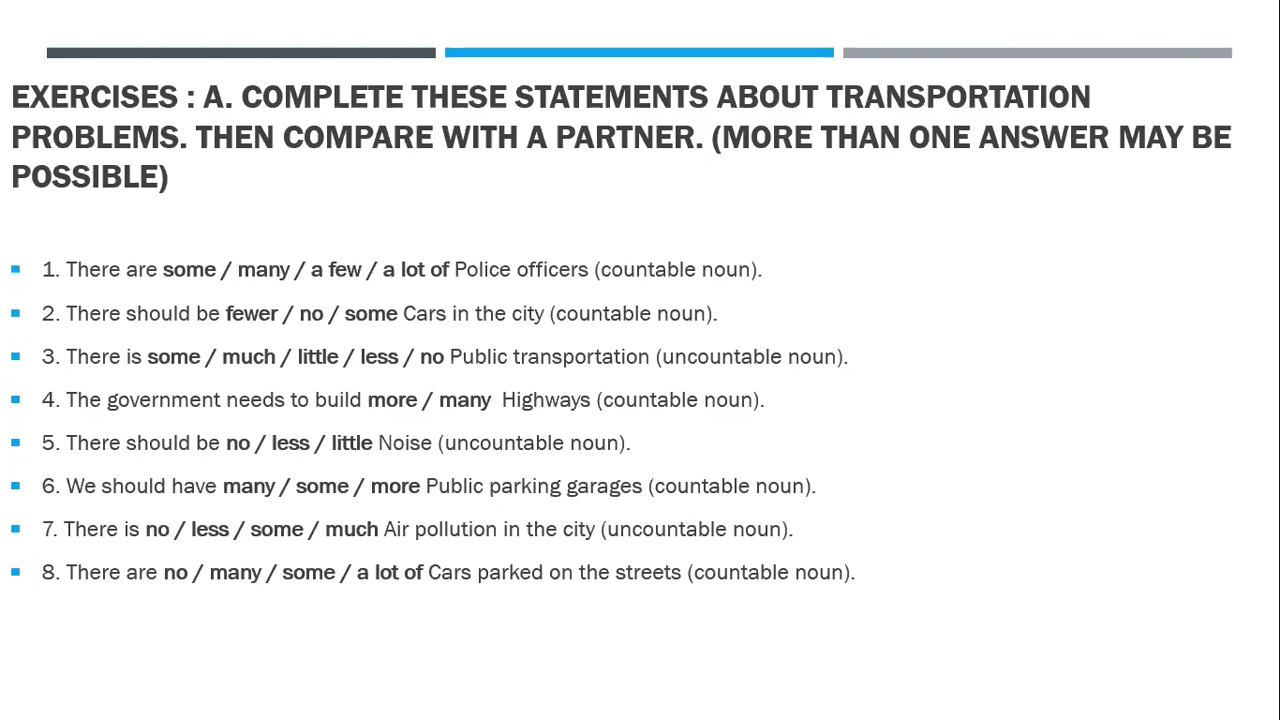 EXERCISES : A. COMPLETE THESE STATEMENTS ABOUT TRANSPORTATION
PROBLEMS. THEN COMPARE WITH A PARTNER. (MORE THAN ONE ANSWER MAY BE
POSSIBLE)
1. There are some / many / a few / a lot of Police officers (countable noun).
2. There should be fewer / no / some Cars in the city (countable noun).
3. There is some / much / little / less / no Public transportation (uncountable noun).
4. The government needs to build more / many Highways (countable noun).
5. There should be no / less / little Noise (uncountable noun).
6. We should have many / some / more Public parking garages (countable noun).
7. There is no / less / some / much Air pollution in the city (uncountable noun).
8. There are no / many / some / a lot of Cars parked on the streets (countable noun).